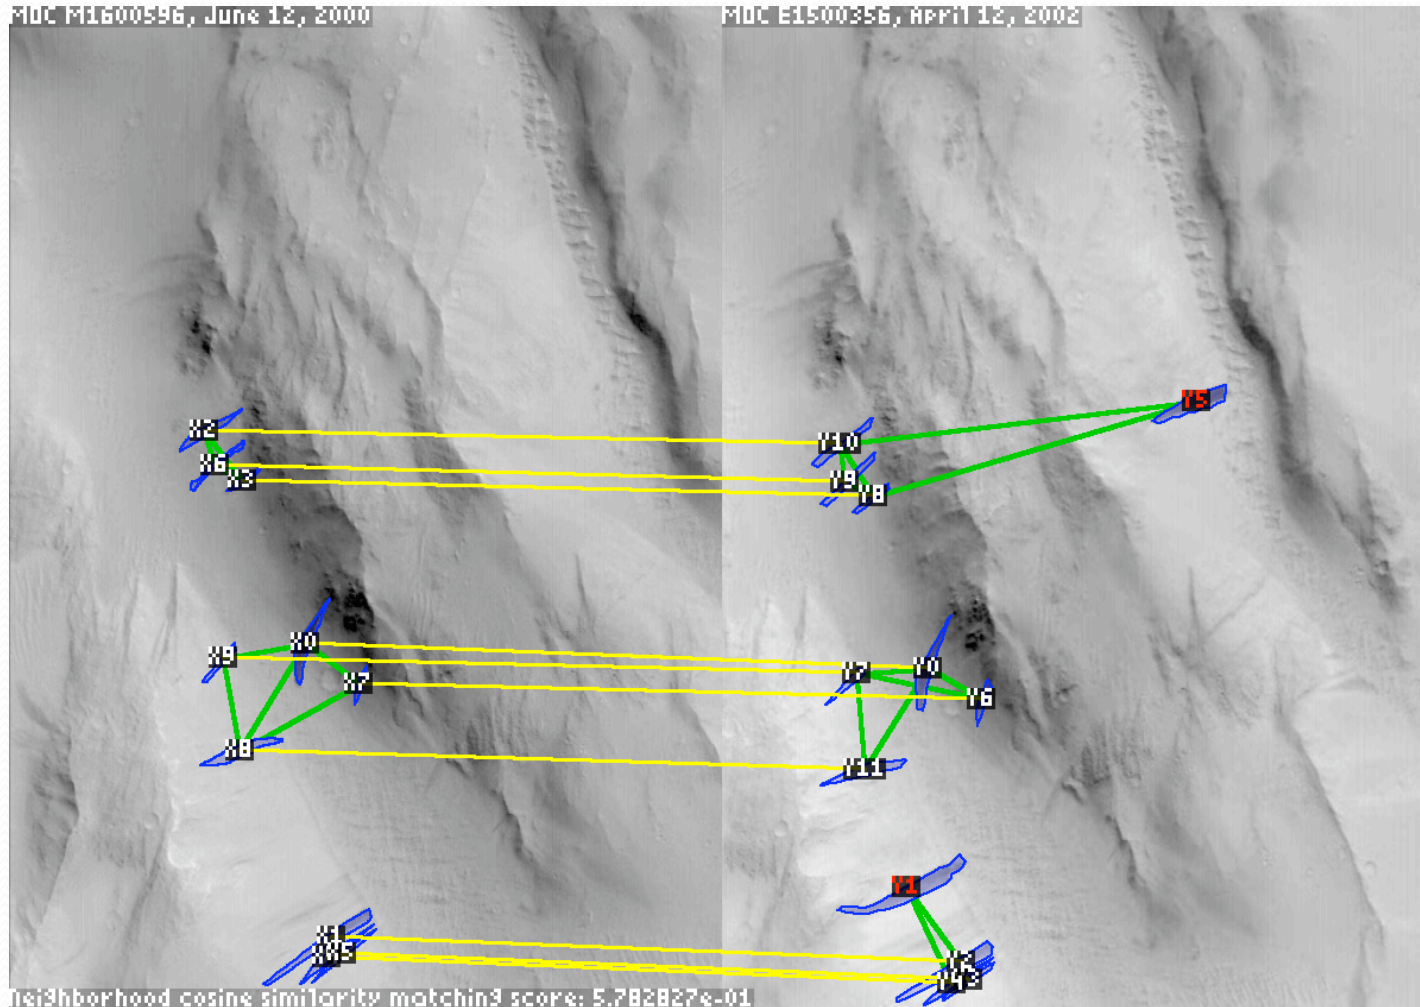 MOC M1600596, June 12, 2000
MOC E1500356, April 12, 2002
Y5
X2
Y10
X6
X3
Y9
Y8
X0
X9
X7
Y7
Y0
Y6
X8
Y11
Y1
X1
neighborhood cosine similarity matching score: 5.782827e-01